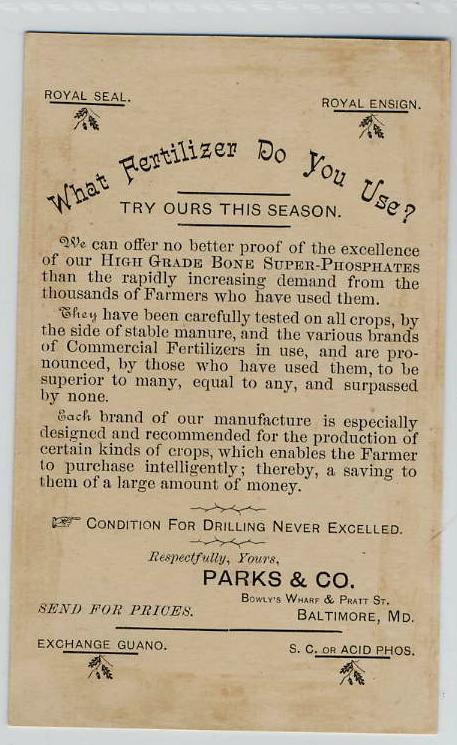 ROYAL SEAL.
ROYAL ENSIGN.
What Fertilizer Do You Use?
TRY OURS THIS SEASON.
We can offer no better proof of the excellence
of our HIGH GRADE BONE SUPER-PHOSPHATES
than the rapidly increasing demand from the
thousands of Farmers who have used them.
They have been carefully tested on all crops, by
the side of stable manure, and the various brands
of Commercial Fertilizers in use, and are pro-
nounced, by those who have used them, to be
superior to many, equal to any, and surpassed
by none.
Each brand of our manufacture is especially
designed and recommended for the production of
certain kinds of crops, which enables the Farmer
to purchase intelligently; thereby, a saving to
them of a large amount of money.
☞ CONDITION FOR DRILLING NEVER EXCELLED.
Respectfully, Yours,
PARKS & CO.
BOWLY'S WHARF & PRATT ST.
SEND FOR PRICES. BALTIMORE, MD.
EXCHANGE GUANO.
S. C. OR ACID PHOS.